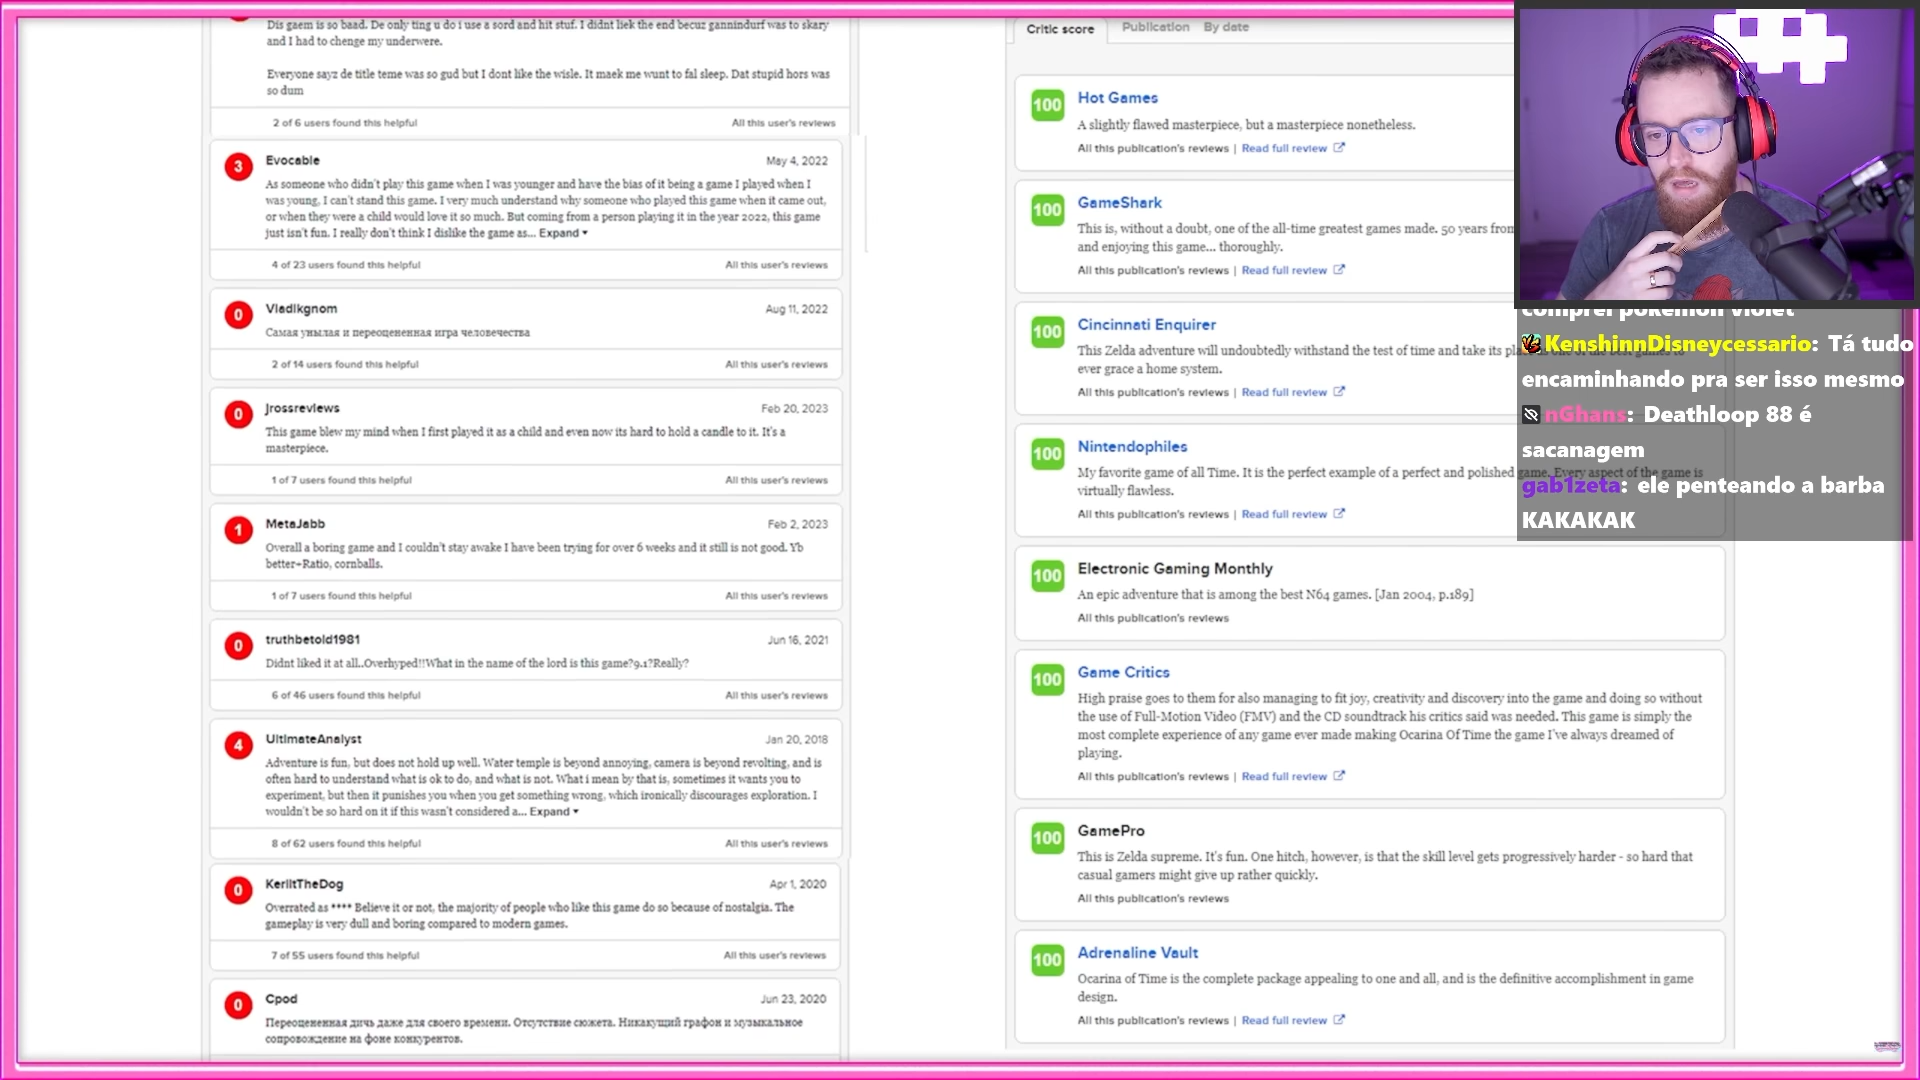 Dis gaem is so baad. De only ting u do i use a sord and hit stuf. I didnt liek the end becuz gannindurf was to skary
and I had to chenge my underwere.
Everyone sayz de title teme was so gud but I dont like the wisle. It maek me wunt to fal sleep. Dat stupid hors was
so dum
2 of 6 users found this helpful
All this user's reviews
3
Evocable
May 4, 2022
As someone who didn't play this game when I was younger and have the bias of it being a game I played when I
was young, I can't stand this game. I very much understand why someone who played this game when it came out,
or when they were a child would love it so much. But coming from a person playing it in the year 2022, this game
just isn't fun. I really don't think I dislike the game as... Expand
4 of 23 users found this helpful
All this user's reviews
0
Vladikgnom
Aug 11, 2022
Самая унылая и переоцененная игра человечества
2 of 14 users found this helpful
All this user's reviews
0
Jrossreviews
Feb 20, 2023
This game blew my mind when I first played it as a child and even now its hard to hold a candle to it. It's a
masterpiece.
1 of 7 users found this helpful
All this user's reviews
1
MetaJabb
Feb 2, 2023
Overall a boring game and I couldn't stay awake I have been trying for over 6 weeks and it still is not good. Yb
better=Ratio, cornballs.
1 of 7 users found this helpful
All this user's reviews
0
truthbetold1981
Jun 16, 2021
Didnt liked it at all..Overhyped!!What in the name of the lord is this game?9.1?Really?
6 of 46 users found this helpful
All this user's reviews
4
UltimateAnalyst
Jan 20, 2018
Adventure is fun, but does not hold up well. Water temple is beyond annoying, camera is beyond revolting, and is
often hard to understand what is ok to do, and what is not. What i mean by that is, sometimes it wants you to
experiment, but then it punishes you when you get something wrong, which ironically discourages exploration. I
wouldn't be so hard on it if this wasn't considered a... Expand
8 of 62 users found this helpful
All this user's reviews
0
KeriitTheDog
Apr 1, 2020
Overrated as **** Believe it or not, the majority of people who like this game do so because of nostalgia. The
gameplay is very dull and boring compared to modern games.
7 of 55 users found this helpful
All this user's reviews
0
Cpod
Jun 23, 2020
Переоцененная дичь даже для своего времени. Отсутствие сюжета. Никакущий графон и музыкальное
сопровождение на фоне конкурентов.
Critic score
Publication
By date
100
Hot Games
A slightly flawed masterpiece, but a masterpiece nonetheless.
All this publication's reviews | Read full review
100
GameShark
This is, without a doubt, one of the all-time greatest games made. 50 years from
and enjoying this game... thoroughly.
All this publication's reviews | Read full review
100
Cincinnati Enquirer
This Zelda adventure will undoubtedly withstand the test of time and take its place as one of the best games to
ever grace a home system.
All this publication's reviews | Read full review
100
Nintendophiles
My favorite game of all Time. It is the perfect example of a perfect and polished game. Every aspect of the game is
virtually flawless.
All this publication's reviews | Read full review
100
Electronic Gaming Monthly
An epic adventure that is among the best N64 games. [Jan 2004, p.189]
All this publication's reviews
100
Game Critics
High praise goes to them for also managing to fit joy, creativity and discovery into the game and doing so without
the use of Full-Motion Video (FMV) and the CD soundtrack his critics said was needed. This game is simply the
most complete experience of any game ever made making Ocarina Of Time the game I've always dreamed of
playing.
All this publication's reviews | Read full review
100
GamePro
This is Zelda supreme. It's fun. One hitch, however, is that the skill level gets progressively harder - so hard that
casual gamers might give up rather quickly.
All this publication's reviews
100
Adrenaline Vault
Ocarina of Time is the complete package appealing to one and all, and is the definitive accomplishment in game
design.
All this publication's reviews | Read full review
comprei pokemon violet
KenshinnDisneycessario: Tá tudo
encaminhando pra ser isso mesmo
nGhans: Deathloop 88 é
sacanagem
gab1zeta: ele penteando a barba
KAKAKAK